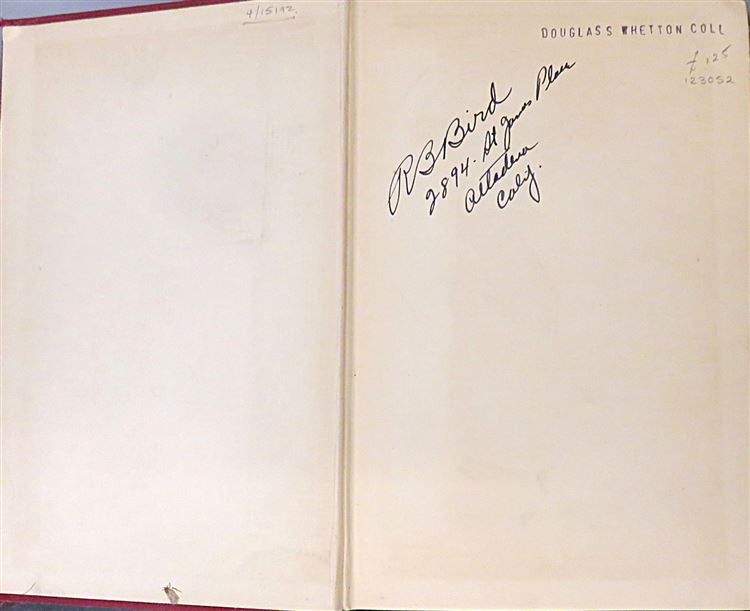 4/15/92
DOUGLASS WHETTON COLL
125
123052
R B Bird
2894 - St James Place
Altadena
Calif.